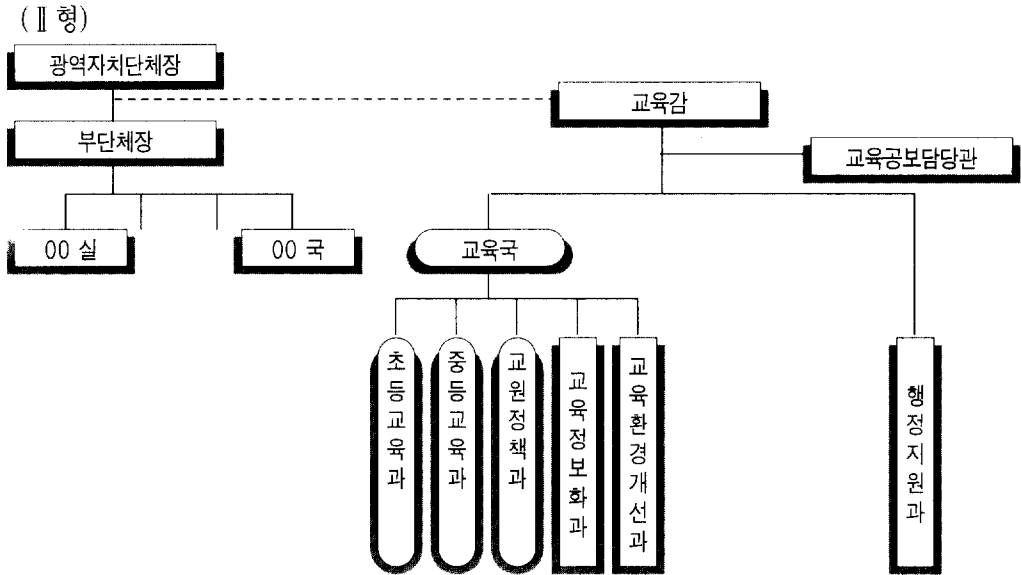 (Ⅱ 형)
광역자치단체장
교육감
부단체장
교육공보담당관
00 실
00 국
교육국
초등교육과
중등교육과
교원정책과
교육정보화과
교육환경개선과
행정지원과